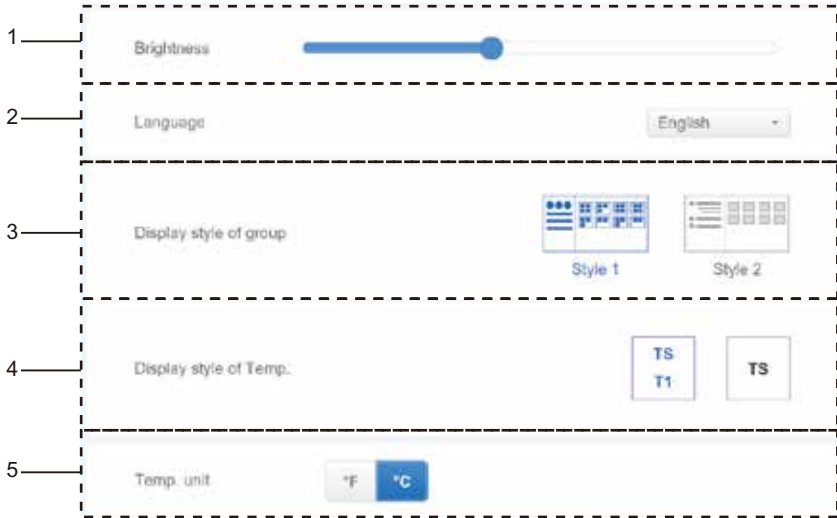 1 Brightness
2 Language English
3 Display style of group
Style 1 Style 2
4 Display style of Temp. TS T1 TS
5 Temp. unit °F °C